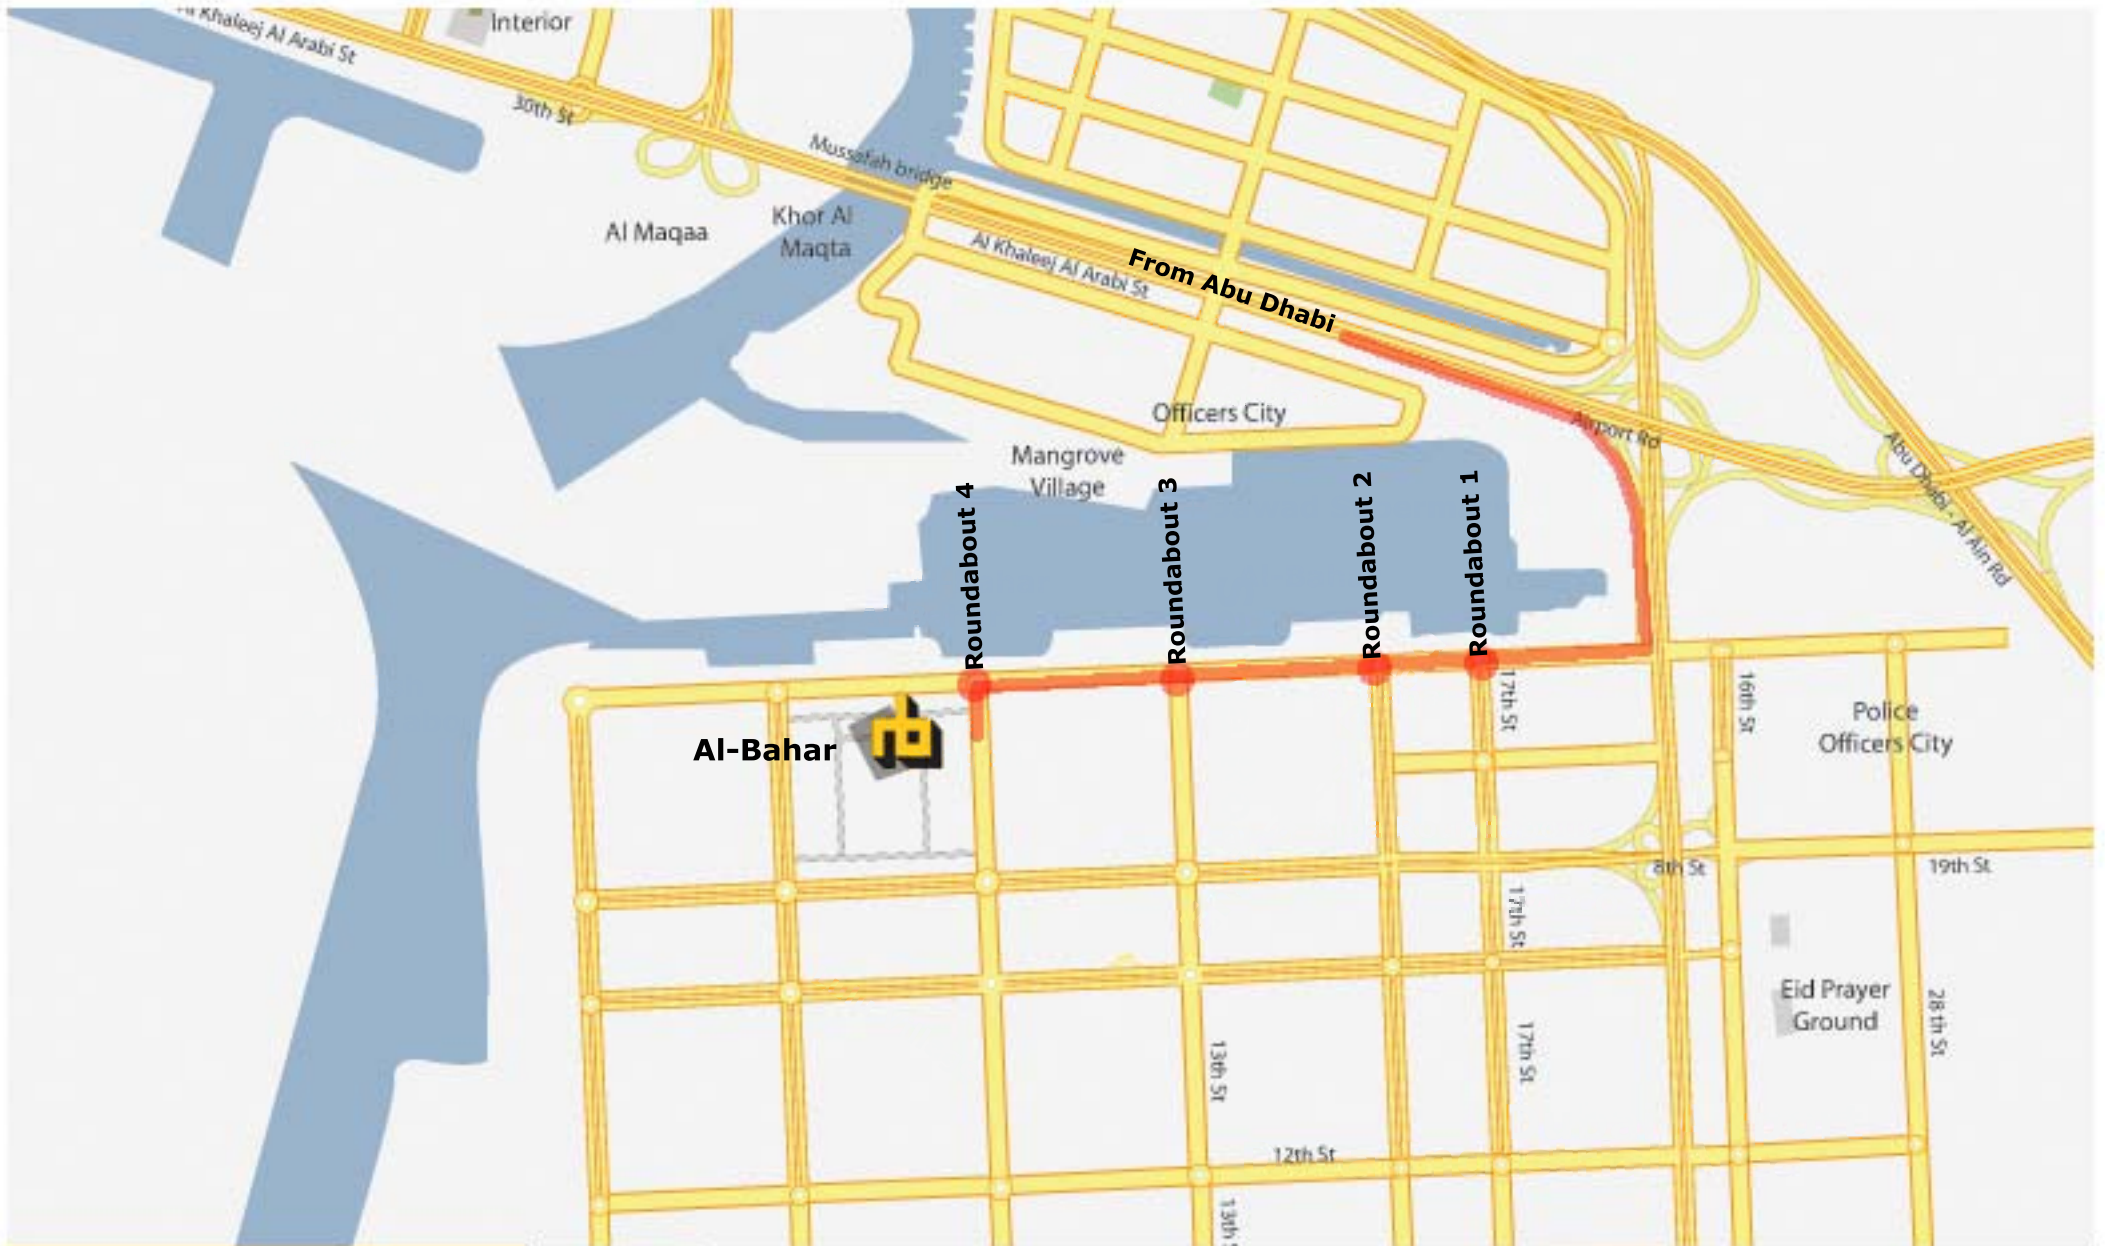 Al Khaleej Al Arabi St
Interior
30th St
Mussafah bridge
Al Maqaa
Khor Al
Maqta
Al Khaleej Al Arabi St
From Abu Dhabi
Officers City
Airport Rd
Abu Dhabi - Al Ain Rd
Mangrove
Village
Roundabout 4
Roundabout 3
Roundabout 2
Roundabout 1
17th St
16th St
Police
Officers City
Al-Bahar
8th St
19th St
17th St
Eid Prayer
Ground
28th St
13th St
17th St
12th St
13th